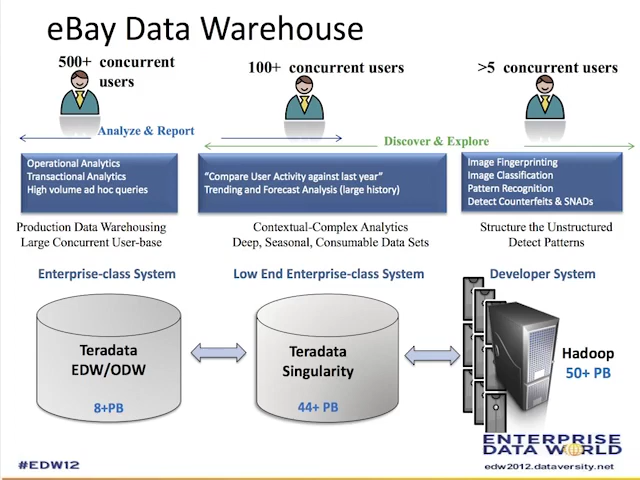 eBay Data Warehouse
500+ concurrent
users
100+ concurrent users
>5 concurrent users
Analyze & Report
Discover & Explore
Operational Analytics
Transactional Analytics
High volume ad hoc queries
“Compare User Activity against last year”
Trending and Forecast Analysis (large history)
Image Fingerprinting
Image Classification
Pattern Recognition
Detect Counterfeits & SNADs
Production Data Warehousing
Large Concurrent User-base
Contextual-Complex Analytics
Deep, Seasonal, Consumable Data Sets
Structure the Unstructured
Detect Patterns
Enterprise-class System
Low End Enterprise-class System
Developer System
Teradata
EDW/ODW
8+PB
Teradata
Singularity
44+ PB
Hadoop
50+ PB
#EDW12
ENTERPRISE
DATA WORLD
edw2012.dataversity.net